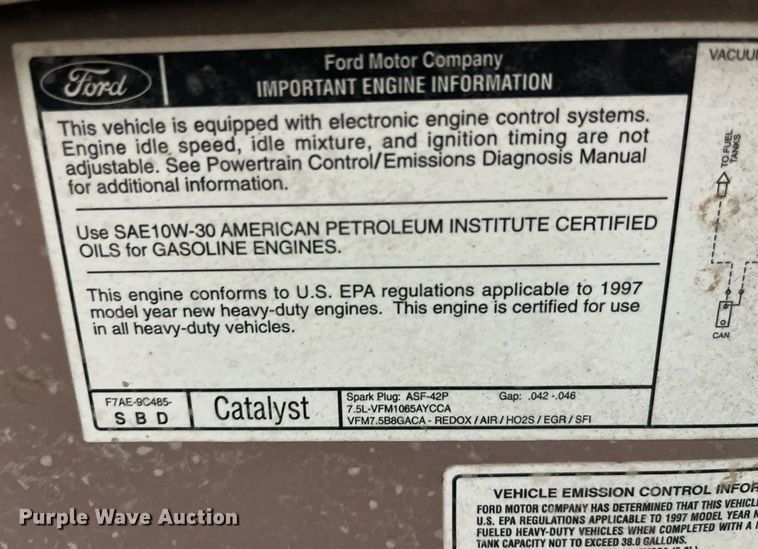 Ford
Ford Motor Company
IMPORTANT ENGINE INFORMATION
This vehicle is equipped with electronic engine control systems.
Engine idle speed, idle mixture, and ignition timing are not
adjustable. See Powertrain Control/Emissions Diagnosis Manual
for additional information.
Use SAE10W-30 AMERICAN PETROLEUM INSTITUTE CERTIFIED
OILS for GASOLINE ENGINES.
This engine conforms to U.S. EPA regulations applicable to 1997
model year new heavy-duty engines. This engine is certified for use
in all heavy-duty vehicles.
F7AE-9C485-
S B D
Catalyst
Spark Plug: ASF-42P Gap: .042 -.046
7.5L-VFM1065AYCCA
VFM7.5B8GACA - REDOX / AIR / HO2S / EGR / SFI
TO FUEL
TANKS
CAN
VEHICLE EMISSION CONTROL
FORD MOTOR COMPANY HAS DETERMINED THAT THIS
U.S. EPA REGULATIONS APPLICABLE TO 1997 MODEL YEAR
FUELED HEAVY-DUTY VEHICLES WHEN COMPLETED WITH A
TANK CAPACITY NOT TO EXCEED 38.0 GALLONS.
Purple Wave Auction